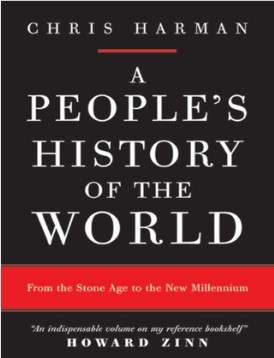 CHRIS HARMAN
A
PEOPLE'S
HISTORY
OF THE
WORLD
From the Stone Age to the New Millennium
"An indispensable volume on my reference bookshelf"
HOWARD ZINN